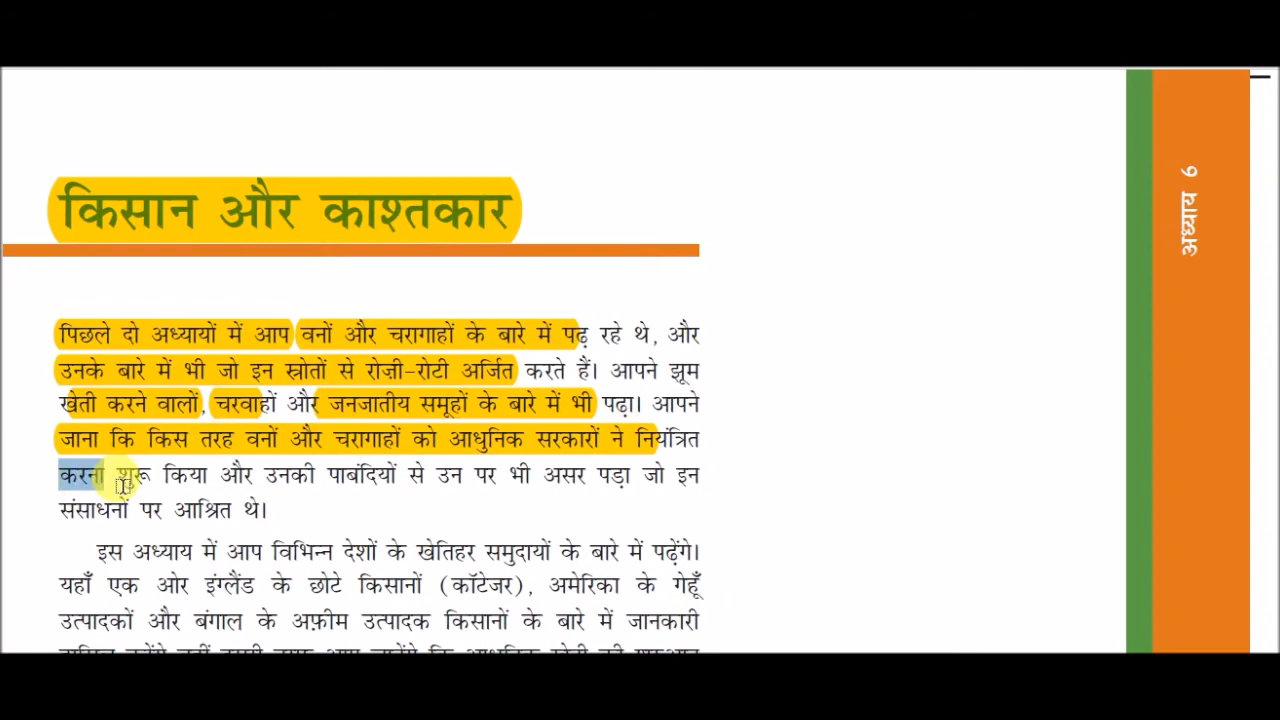 किसान और काश्तकार
अध्याय 6
पिछले दो अध्यायों में आप वनों और चरागाहों के बारे में पढ़ रहे थे, और
उनके बारे में भी जो इन स्रोतों से रोज़ी-रोटी अर्जित करते हैं। आपने झूम
खेती करने वालों, चरवाहों और जनजातीय समूहों के बारे में भी पढ़ा। आपने
जाना कि किस तरह वनों और चरागाहों को आधुनिक सरकारों ने नियंत्रित
करना शुरू किया और उनकी पाबंदियों से उन पर भी असर पड़ा जो इन
संसाधनों पर आश्रित थे।
इस अध्याय में आप विभिन्न देशों के खेतिहर समुदायों के बारे में पढ़ेंगे।
यहाँ एक ओर इंग्लैंड के छोटे किसानों (कॉटेजर), अमेरिका के गेहूँ
उत्पादकों और बंगाल के अफ़ीम उत्पादक किसानों के बारे में जानकारी